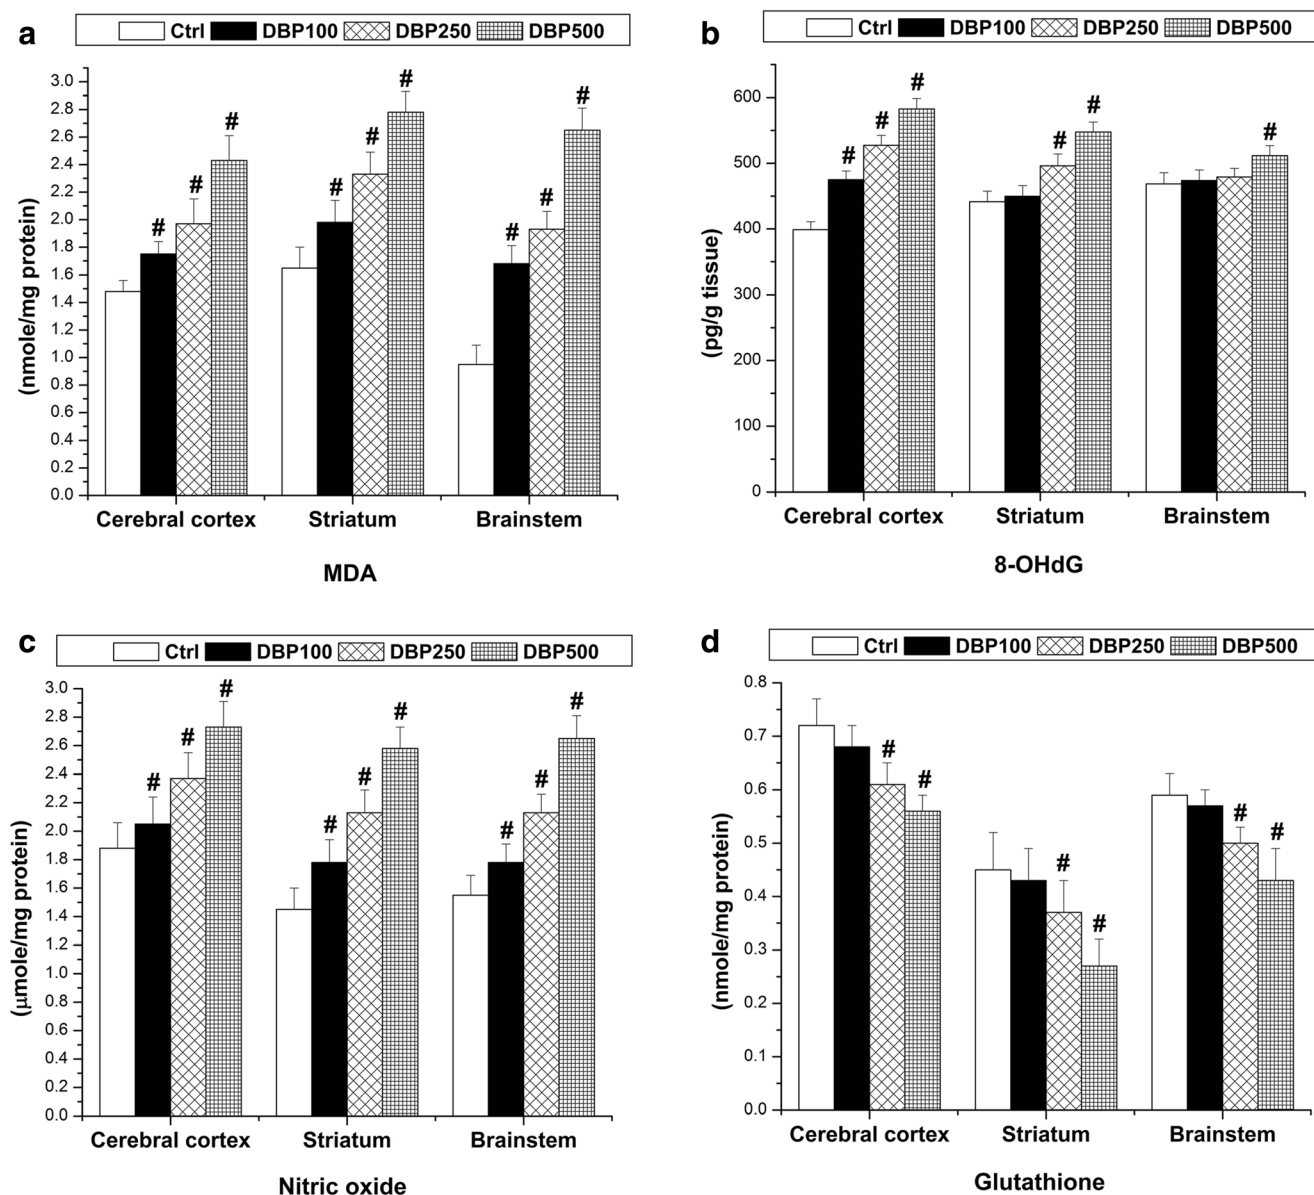 a
Ctrl DBP100 DBP250 DBP500
3.0
2.8
2.6
2.4
2.2
2.0
1.8
1.6
1.4
1.2
1.0
0.8
0.6
0.4
0.2
0.0
(nmole/mg protein)
# # # # # # # # #
Cerebral cortex Striatum Brainstem
MDA
b
Ctrl DBP100 DBP250 DBP500
600
500
400
300
200
100
0
(pg/g tissue)
# # # # # #
Cerebral cortex Striatum Brainstem
8-OHdG
c
Ctrl DBP100 DBP250 DBP500
3.0
2.8
2.6
2.4
2.2
2.0
1.8
1.6
1.4
1.2
1.0
0.8
0.6
0.4
0.2
0.0
(μmole/mg protein)
# # # # # # # # #
Cerebral cortex Striatum Brainstem
Nitric oxide
d
Ctrl DBP100 DBP250 DBP500
0.8
0.7
0.6
0.5
0.4
0.3
0.2
0.1
0.0
(nmole/mg protein)
# # # # # #
Cerebral cortex Striatum Brainstem
Glutathione